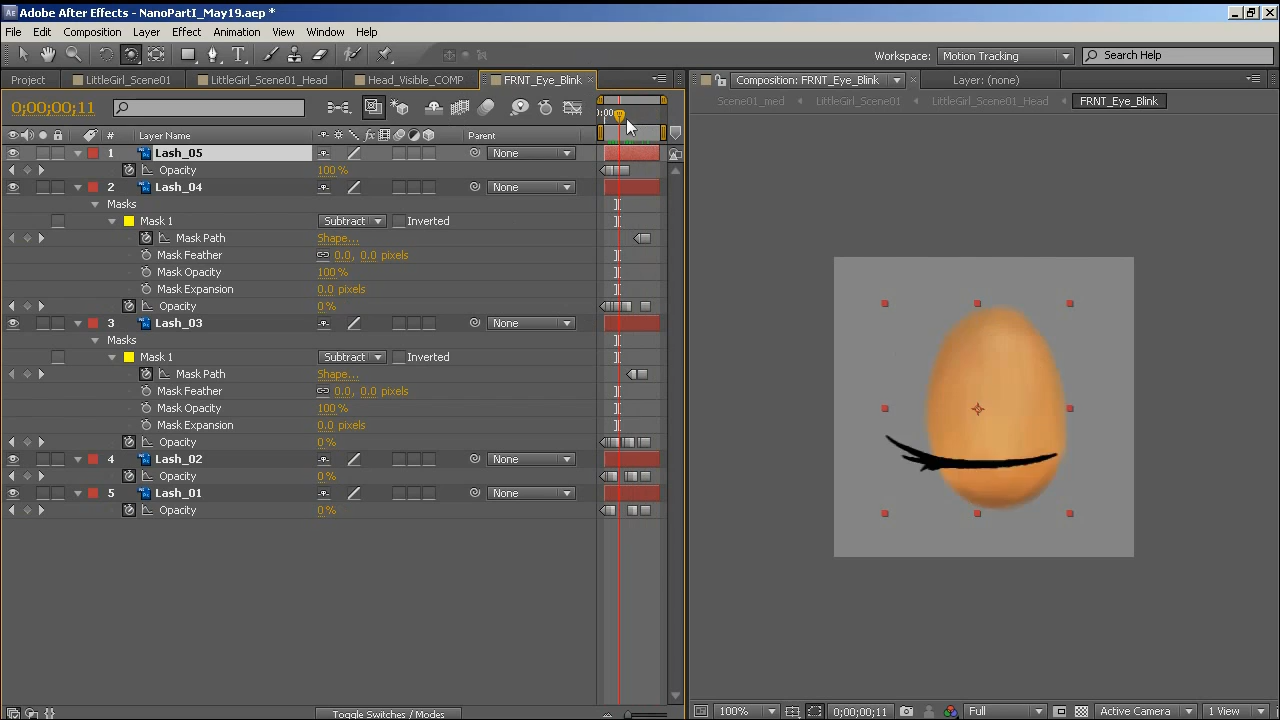 Adobe After Effects - NanoPartI_May19.aep *
File Edit Composition Layer Effect Animation View Window Help
Workspace: Motion Tracking Search Help
Project LittleGirl_Scene01 LittleGirl_Scene01_Head Head_Visible_COMP FRNT_Eye_Blink Composition: FRNT_Eye_Blink Layer: (none)
0;00;00;11
Scene01_med LittleGirl_Scene01 LittleGirl_Scene01_Head FRNT_Eye_Blink
# Layer Name Parent
1 Lash_05 None
Opacity 100%
2 Lash_04 None
Masks
Mask 1 Subtract Inverted
Mask Path Shape...
Mask Feather 0.0, 0.0 pixels
Mask Opacity 100%
Mask Expansion 0.0 pixels
Opacity 0%
3 Lash_03 None
Masks
Mask 1 Subtract Inverted
Mask Path Shape...
Mask Feather 0.0, 0.0 pixels
Mask Opacity 100%
Mask Expansion 0.0 pixels
Opacity 0%
4 Lash_02 None
Opacity 0%
5 Lash_01 None
Opacity 0%
Toggle Switches / Modes
100% 0;00;00;11 Full Active Camera 1 View